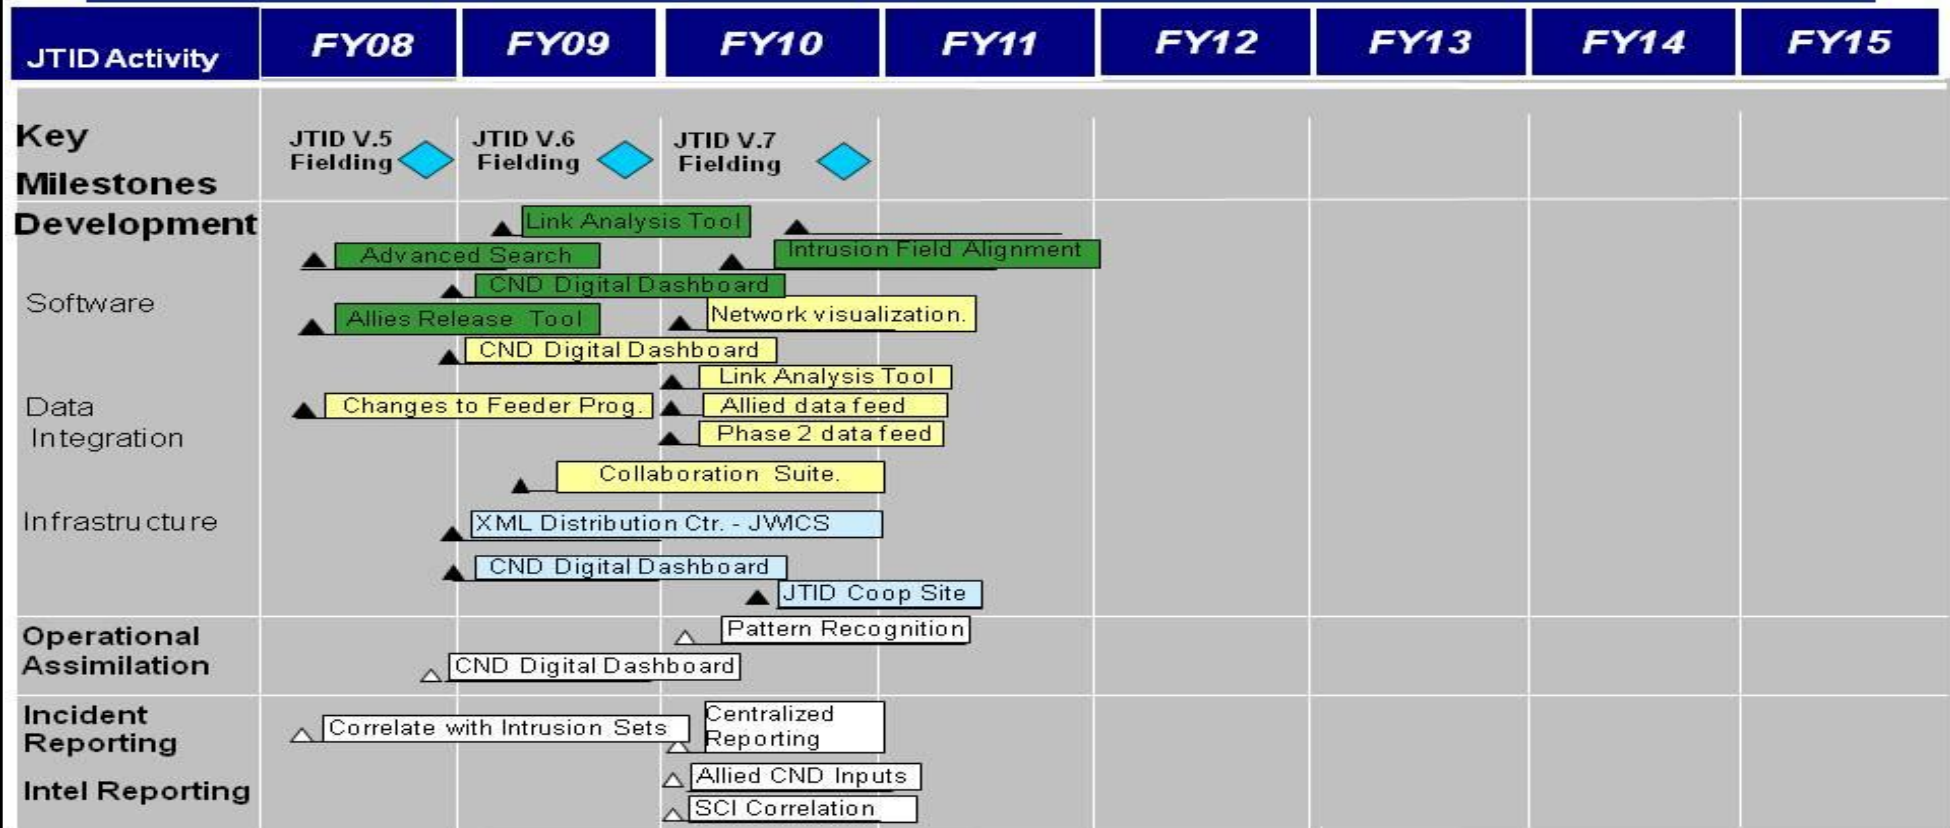 JTID Activity FY08 FY09 FY10 FY11 FY12 FY13 FY14 FY15
Key
Milestones
JTID V.5
Fielding
JTID V.6
Fielding
JTID V.7
Fielding
Development
Link Analysis Tool
Intrusion Field Alignment
Advanced Search
CND Digital Dashboard
Software
Network visualization.
Allies Release Tool
CND Digital Dashboard
Link Analysis Tool
Data
Integration
Changes to Feeder Prog.
Allied data feed
Phase 2 data feed
Collaboration Suite.
Infrastructure
XML Distribution Ctr. - JWICS
CND Digital Dashboard
JTID Coop Site
Operational
Assimilation
Pattern Recognition
CND Digital Dashboard
Incident
Reporting
Correlate with Intrusion Sets
Centralized
Reporting
Intel Reporting
Allied CND Inputs
SCI Correlation